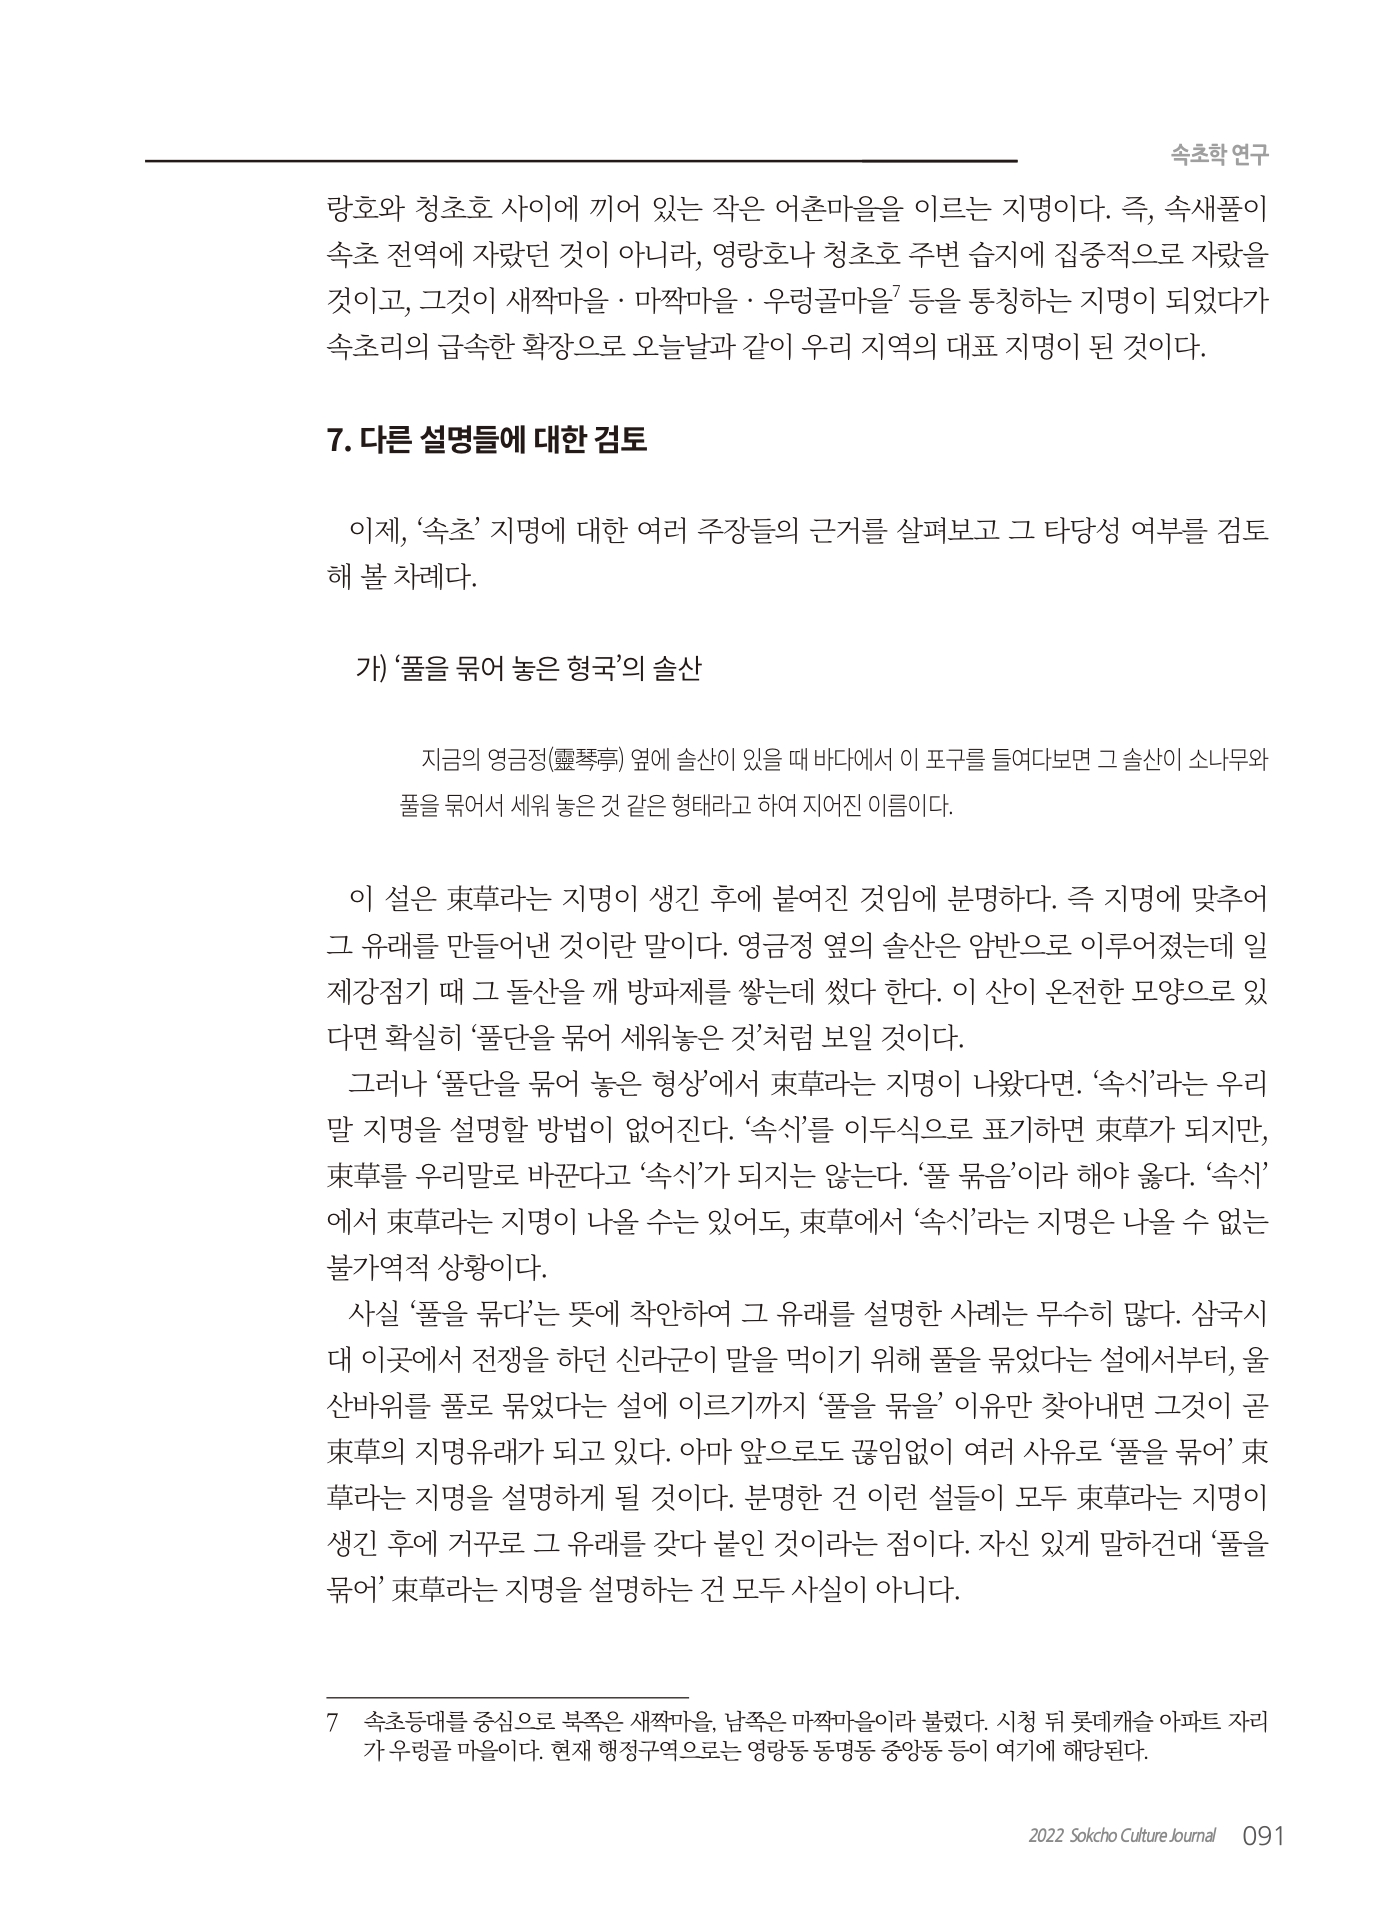 속초학 연구
랑호와 청초호 사이에 끼어 있는 작은 어촌마을을 이르는 지명이다. 즉, 속새풀이
속초 전역에 자랐던 것이 아니라, 영랑호나 청초호 주변 습지에 집중적으로 자랐을
것이고, 그것이 새짝마을 · 마짝마을 · 우렁골마을7 등을 통칭하는 지명이 되었다가
속초리의 급속한 확장으로 오늘날과 같이 우리 지역의 대표 지명이 된 것이다.
7. 다른 설명들에 대한 검토
이제, ‘속초’ 지명에 대한 여러 주장들의 근거를 살펴보고 그 타당성 여부를 검토
해 볼 차례다.
가) ‘풀을 묶어 놓은 형국’의 솔산
지금의 영금정(靈琴亭) 옆에 솔산이 있을 때 바다에서 이 포구를 들여다보면 그 솔산이 소나무와
풀을 묶어서 세워 놓은 것 같은 형태라고 하여 지어진 이름이다.
이 설은 束草라는 지명이 생긴 후에 붙여진 것임에 분명하다. 즉 지명에 맞추어
그 유래를 만들어낸 것이란 말이다. 영금정 옆의 솔산은 암반으로 이루어졌는데 일
제강점기 때 그 돌산을 깨 방파제를 쌓는데 썼다 한다. 이 산이 온전한 모양으로 있
다면 확실히 ‘풀단을 묶어 세워놓은 것’처럼 보일 것이다.
그러나 ‘풀단을 묶어 놓은 형상’에서 束草라는 지명이 나왔다면. ‘속ᄉᆡ’라는 우리
말 지명을 설명할 방법이 없어진다. ‘속ᄉᆡ’를 이두식으로 표기하면 束草가 되지만,
束草를 우리말로 바꾼다고 ‘속ᄉᆡ’가 되지는 않는다. ‘풀 묶음’이라 해야 옳다. ‘속ᄉᆡ’
에서 束草라는 지명이 나올 수는 있어도, 束草에서 ‘속ᄉᆡ’라는 지명은 나올 수 없는
불가역적 상황이다.
사실 ‘풀을 묶다’는 뜻에 착안하여 그 유래를 설명한 사례는 무수히 많다. 삼국시
대 이곳에서 전쟁을 하던 신라군이 말을 먹이기 위해 풀을 묶었다는 설에서부터, 울
산바위를 풀로 묶었다는 설에 이르기까지 ‘풀을 묶을’ 이유만 찾아내면 그것이 곧
束草의 지명유래가 되고 있다. 아마 앞으로도 끊임없이 여러 사유로 ‘풀을 묶어’ 束
草라는 지명을 설명하게 될 것이다. 분명한 건 이런 설들이 모두 束草라는 지명이
생긴 후에 거꾸로 그 유래를 갖다 붙인 것이라는 점이다. 자신 있게 말하건대 ‘풀을
묶어’ 束草라는 지명을 설명하는 건 모두 사실이 아니다.
7 속초등대를 중심으로 북쪽은 새짝마을, 남쪽은 마짝마을이라 불렀다. 시청 뒤 롯데캐슬 아파트 자리
가 우렁골 마을이다. 현재 행정구역으로는 영랑동 동명동 중앙동 등이 여기에 해당된다.
2022 Sokcho Culture Journal 091